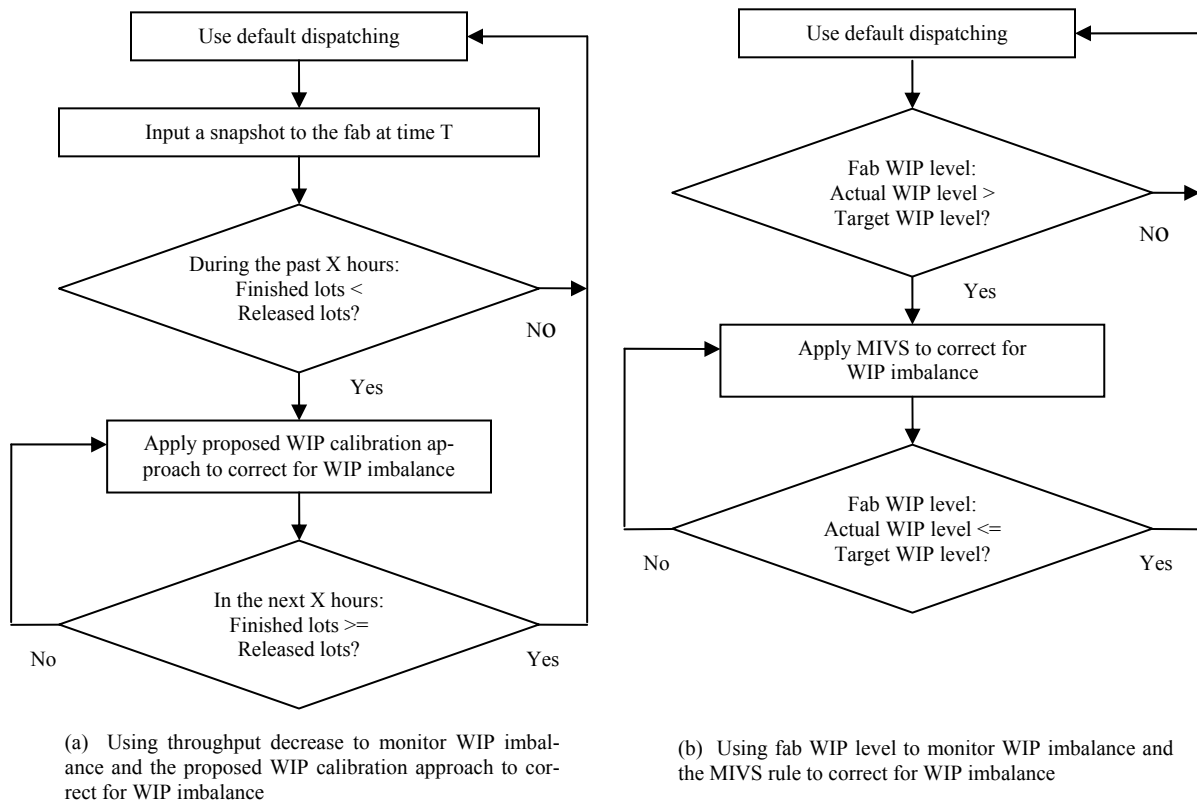 Use default dispatching
Input a snapshot to the fab at time T
During the past X hours:
Finished lots <
Released lots?
NO
Yes
Apply proposed WIP calibration ap-
proach to correct for WIP imbalance
In the next X hours:
Finished lots >=
Released lots?
No
Yes
(a) Using throughput decrease to monitor WIP imbal-
ance and the proposed WIP calibration approach to cor-
rect for WIP imbalance
Use default dispatching
Fab WIP level:
Actual WIP level >
Target WIP level?
NO
Yes
Apply MIVS to correct for
WIP imbalance
Fab WIP level:
Actual WIP level <=
Target WIP level?
No
Yes
(b) Using fab WIP level to monitor WIP imbalance and
the MIVS rule to correct for WIP imbalance